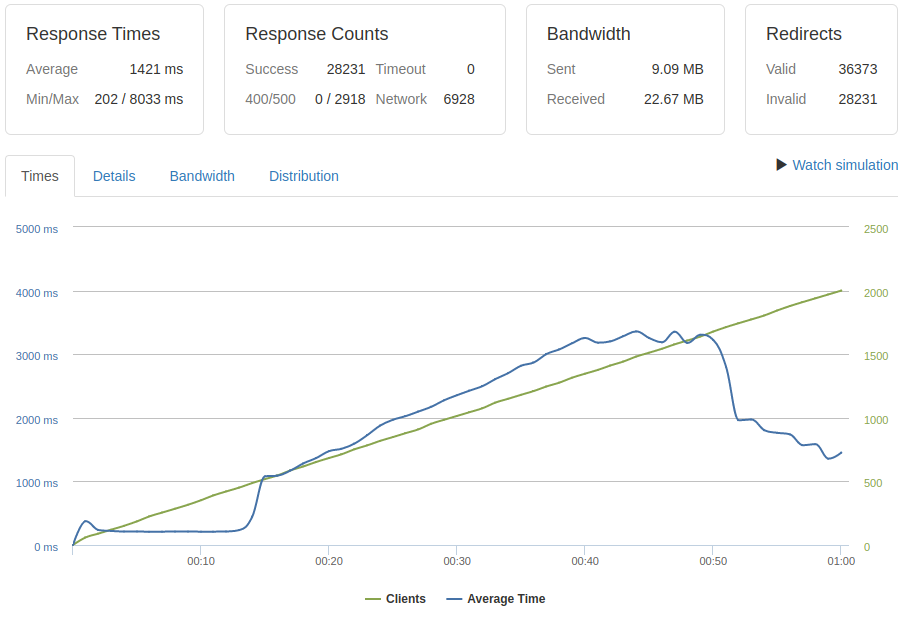 Response Times
Average 1421 ms
Min/Max 202 / 8033 ms
Response Counts
Success 28231 Timeout 0
400/500 0 / 2918 Network 6928
Bandwidth
Sent 9.09 MB
Received 22.67 MB
Redirects
Valid 36373
Invalid 28231
Times Details Bandwidth Distribution
Watch simulation
5000 ms 2500
4000 ms 2000
3000 ms 1500
2000 ms 1000
1000 ms 500
0 ms 0
00:10 00:20 00:30 00:40 00:50 01:00
Clients Average Time